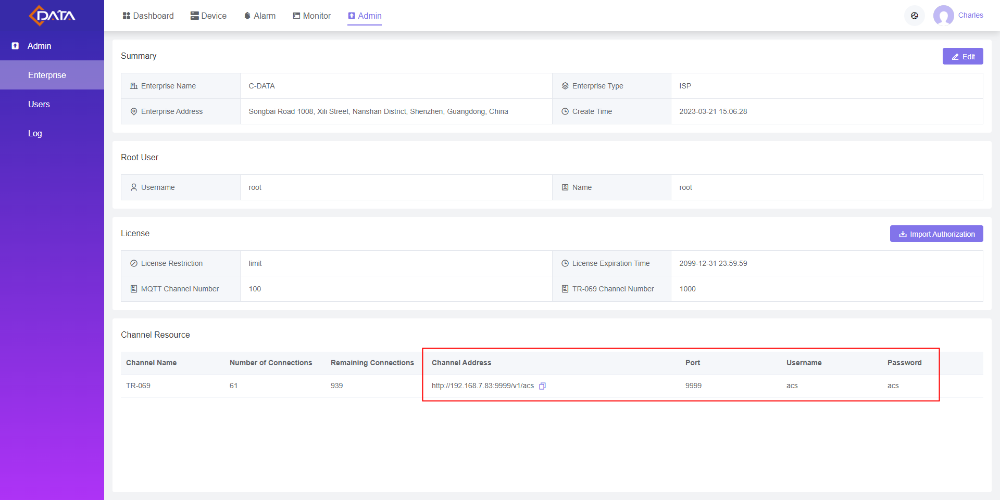 DATA
Dashboard Device Alarm Monitor Admin Charles
Admin
Enterprise
Users
Log
Summary Edit
Enterprise Name C-DATA Enterprise Type ISP
Enterprise Address Songbai Road 1008, Xili Street, Nanshan District, Shenzhen, Guangdong, China Create Time 2023-03-21 15:06:28
Root User
Username root Name root
License Import Authorization
License Restriction limit License Expiration Time 2099-12-31 23:59:59
MQTT Channel Number 100 TR-069 Channel Number 1000
Channel Resource
Channel Name Number of Connections Remaining Connections Channel Address Port Username Password
TR-069 61 939 http://192.168.7.83:9999/v1/acs 9999 acs acs